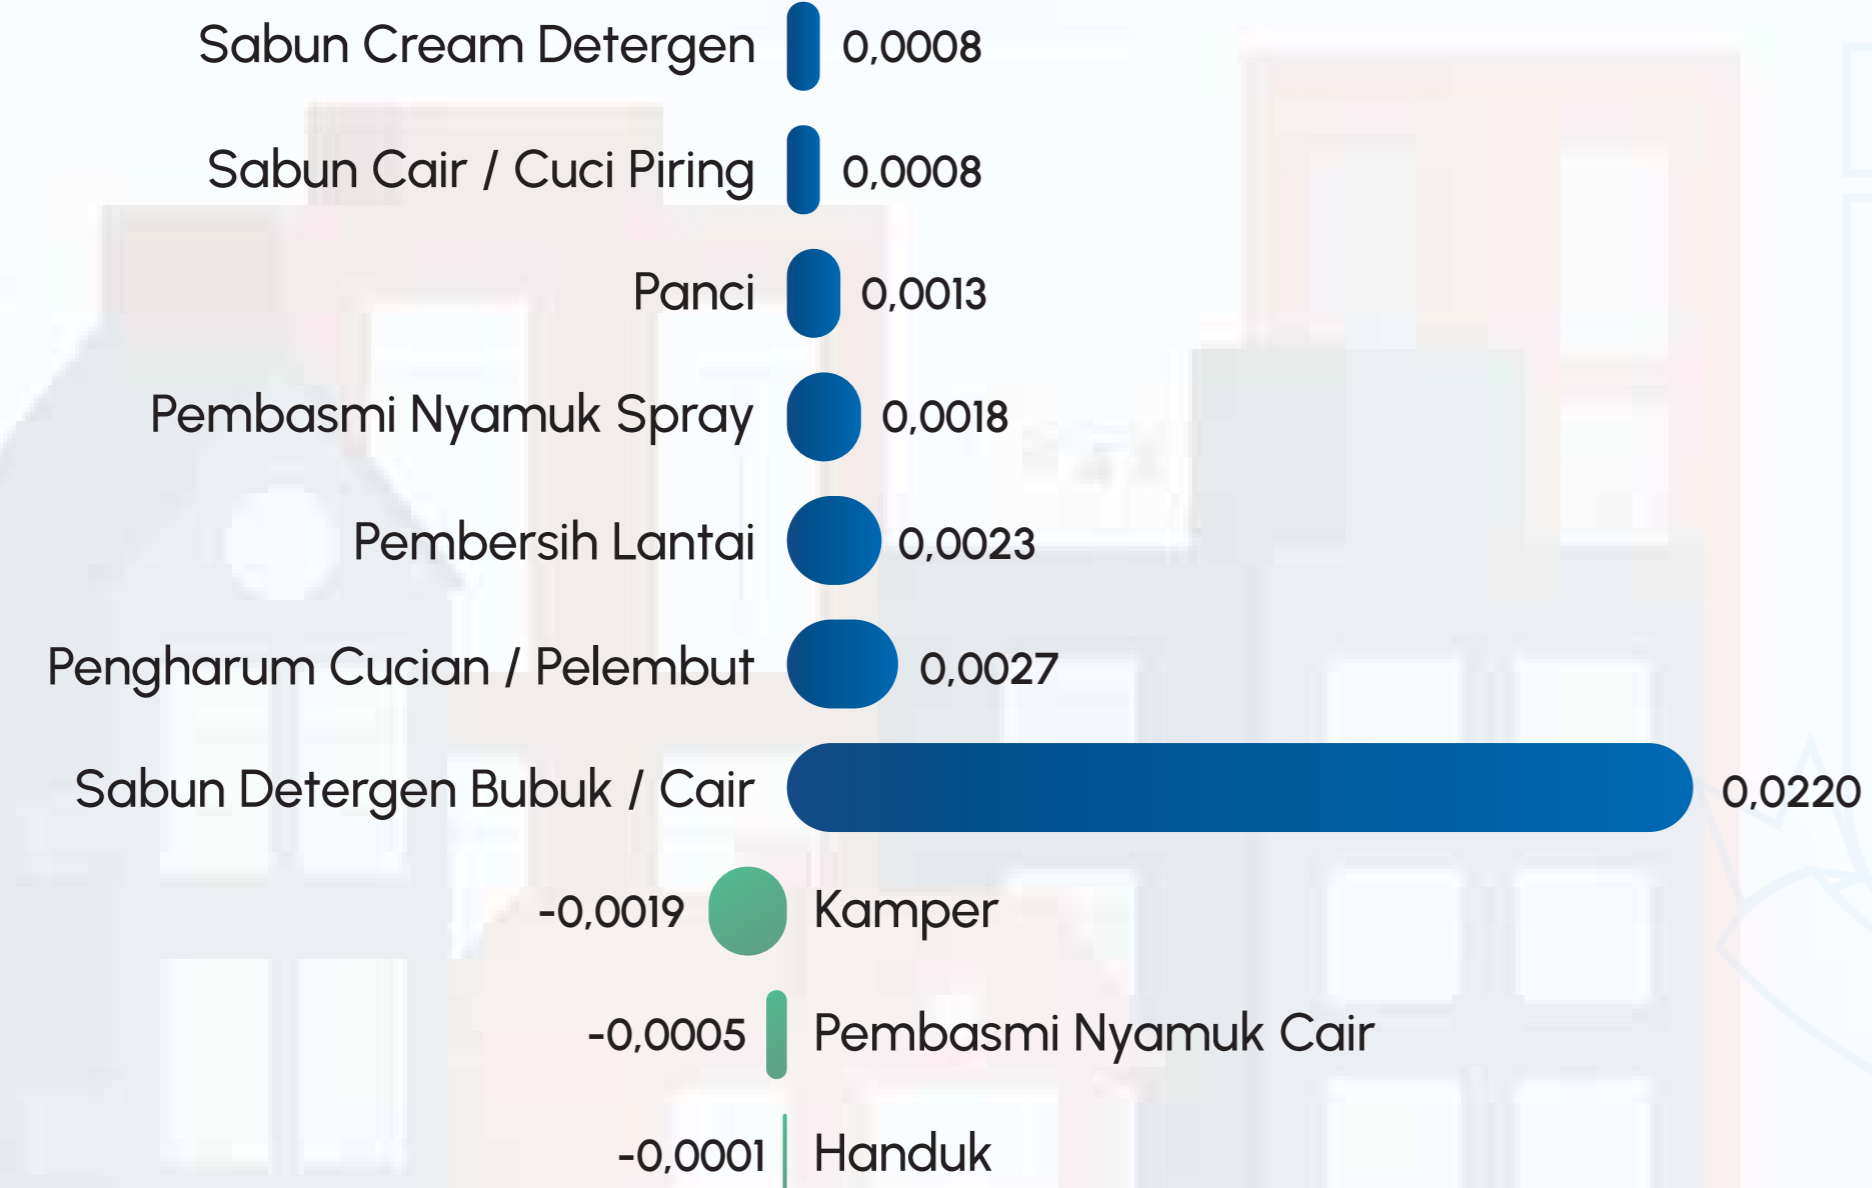 Sabun Cream Detergen 0,0008
Sabun Cair / Cuci Piring 0,0008
Panci 0,0013
Pembasmi Nyamuk Spray 0,0018
Pembersih Lantai 0,0023
Pengharum Cucian / Pelembut 0,0027
Sabun Detergen Bubuk / Cair 0,0220
-0,0019 Kamper
-0,0005 Pembasmi Nyamuk Cair
-0,0001 Handuk